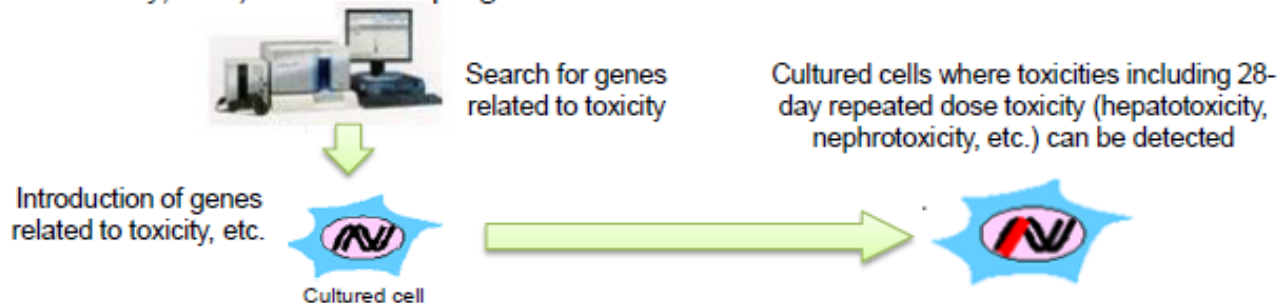 Search for genes
related to toxicity
Cultured cells where toxicities including 28-
day repeated dose toxicity (hepatotoxicity,
nephrotoxicity, etc.) can be detected
Introduction of genes
related to toxicity, etc.
Cultured cell